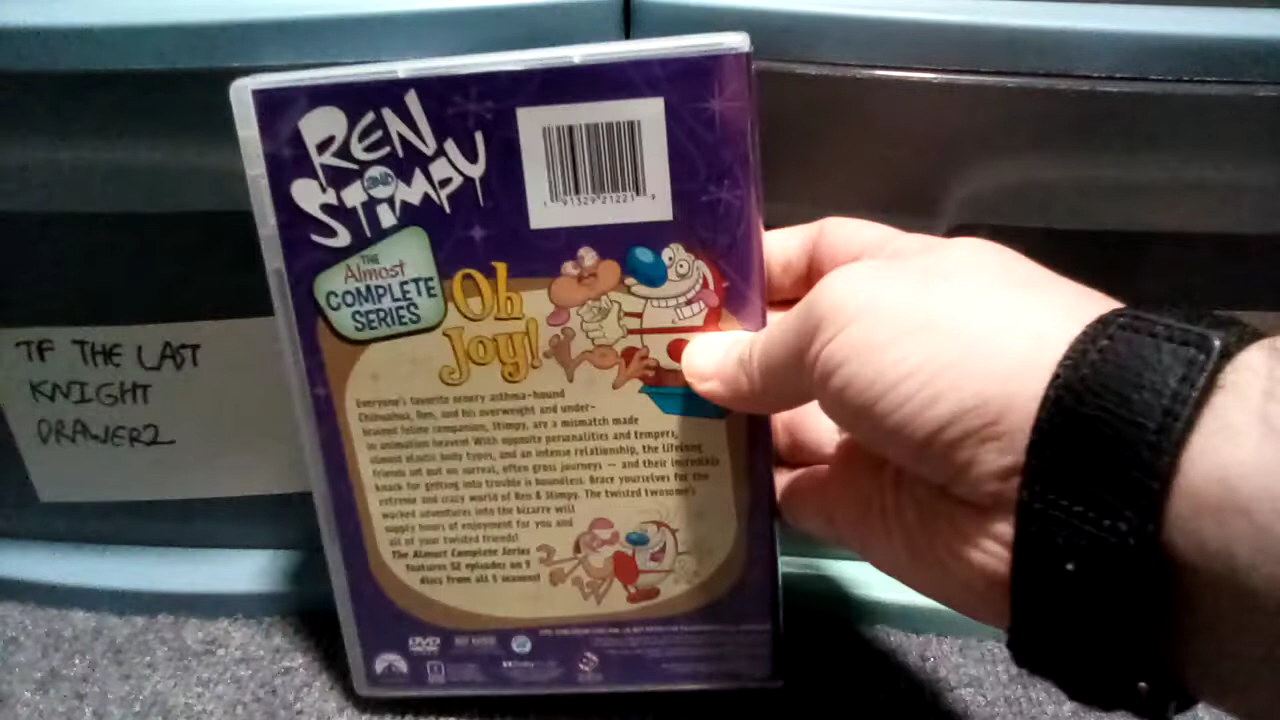 REN
AND
STIMPY
THE
Almost
COMPLETE
SERIES
1 91329 21221 9
Oh
Joy!
Everyone's favorite ornery asthma-hound
Chihuahua, Ren, and his overweight and under-
brained feline companion, Stimpy, are a mismatch made
in animation heaven! With opposite personalities and tempers,
almost elastic body types, and an intense relationship, the lifelong
friends set out on surreal, often gross journeys — and their incredible
knack for getting into trouble is boundless. Brace yourselves for the
extreme and crazy world of Ren & Stimpy. The twisted twosome's
wacked adventures into the bizarre will
supply hours of enjoyment for you and
all of your twisted friends!
The Almost Complete Series
features 52 episodes on 9
discs from all 5 seasons!
DVD
TF THE LAST
KNIGHT
DRAWER2